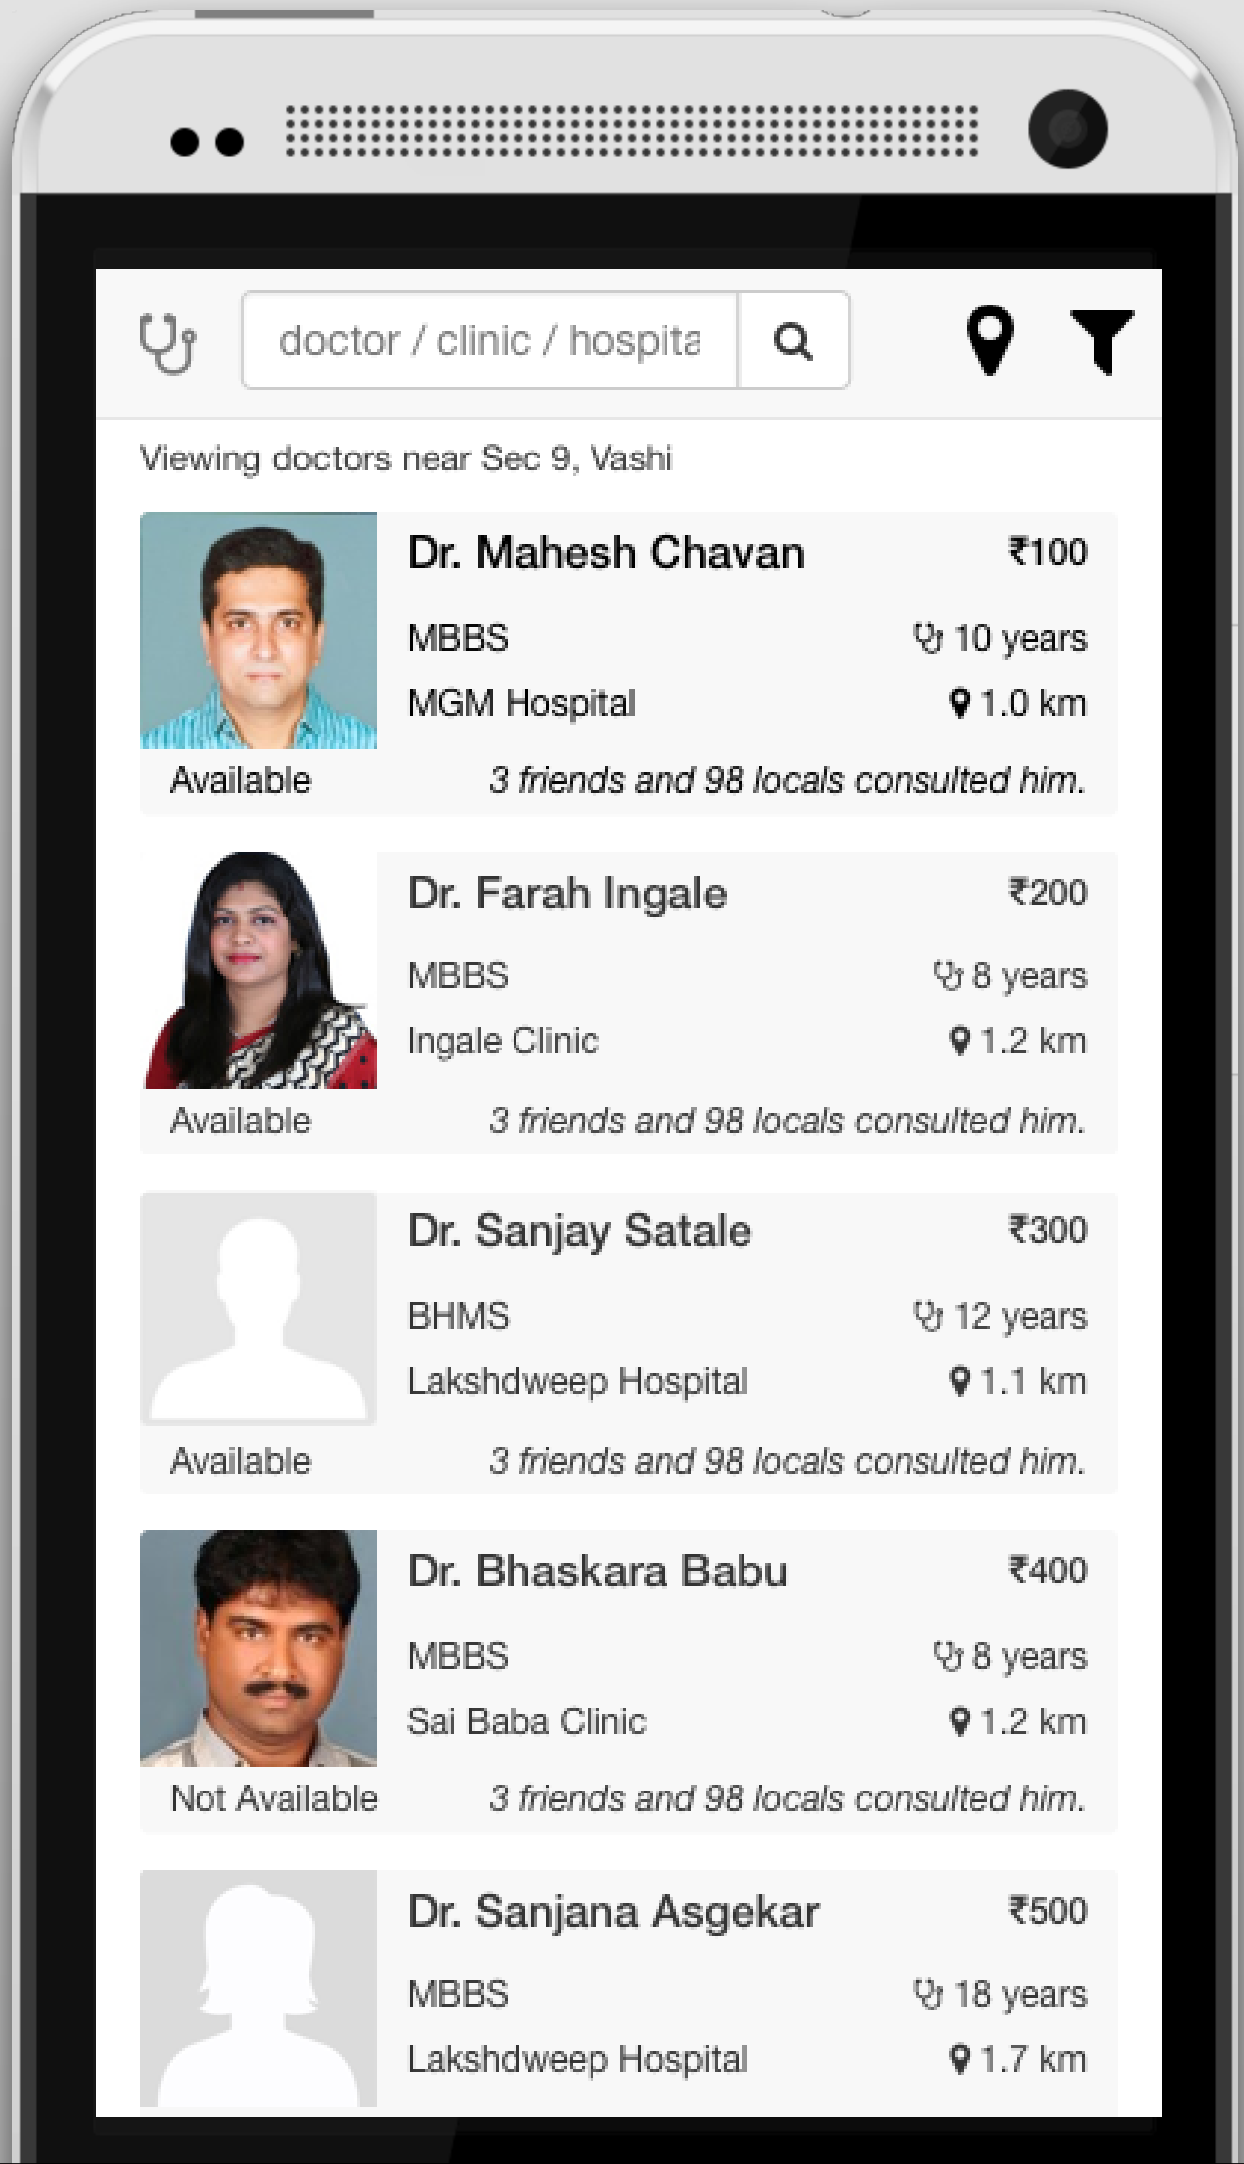 doctor / clinic / hospita
Viewing doctors near Sec 9, Vashi
Dr. Mahesh Chavan ₹100
MBBS 10 years
MGM Hospital 1.0 km
Available 3 friends and 98 locals consulted him.
Dr. Farah Ingale ₹200
MBBS 8 years
Ingale Clinic 1.2 km
Available 3 friends and 98 locals consulted him.
Dr. Sanjay Satale ₹300
BHMS 12 years
Lakshdweep Hospital 1.1 km
Available 3 friends and 98 locals consulted him.
Dr. Bhaskara Babu ₹400
MBBS 8 years
Sai Baba Clinic 1.2 km
Not Available 3 friends and 98 locals consulted him.
Dr. Sanjana Asgekar ₹500
MBBS 18 years
Lakshdweep Hospital 1.7 km